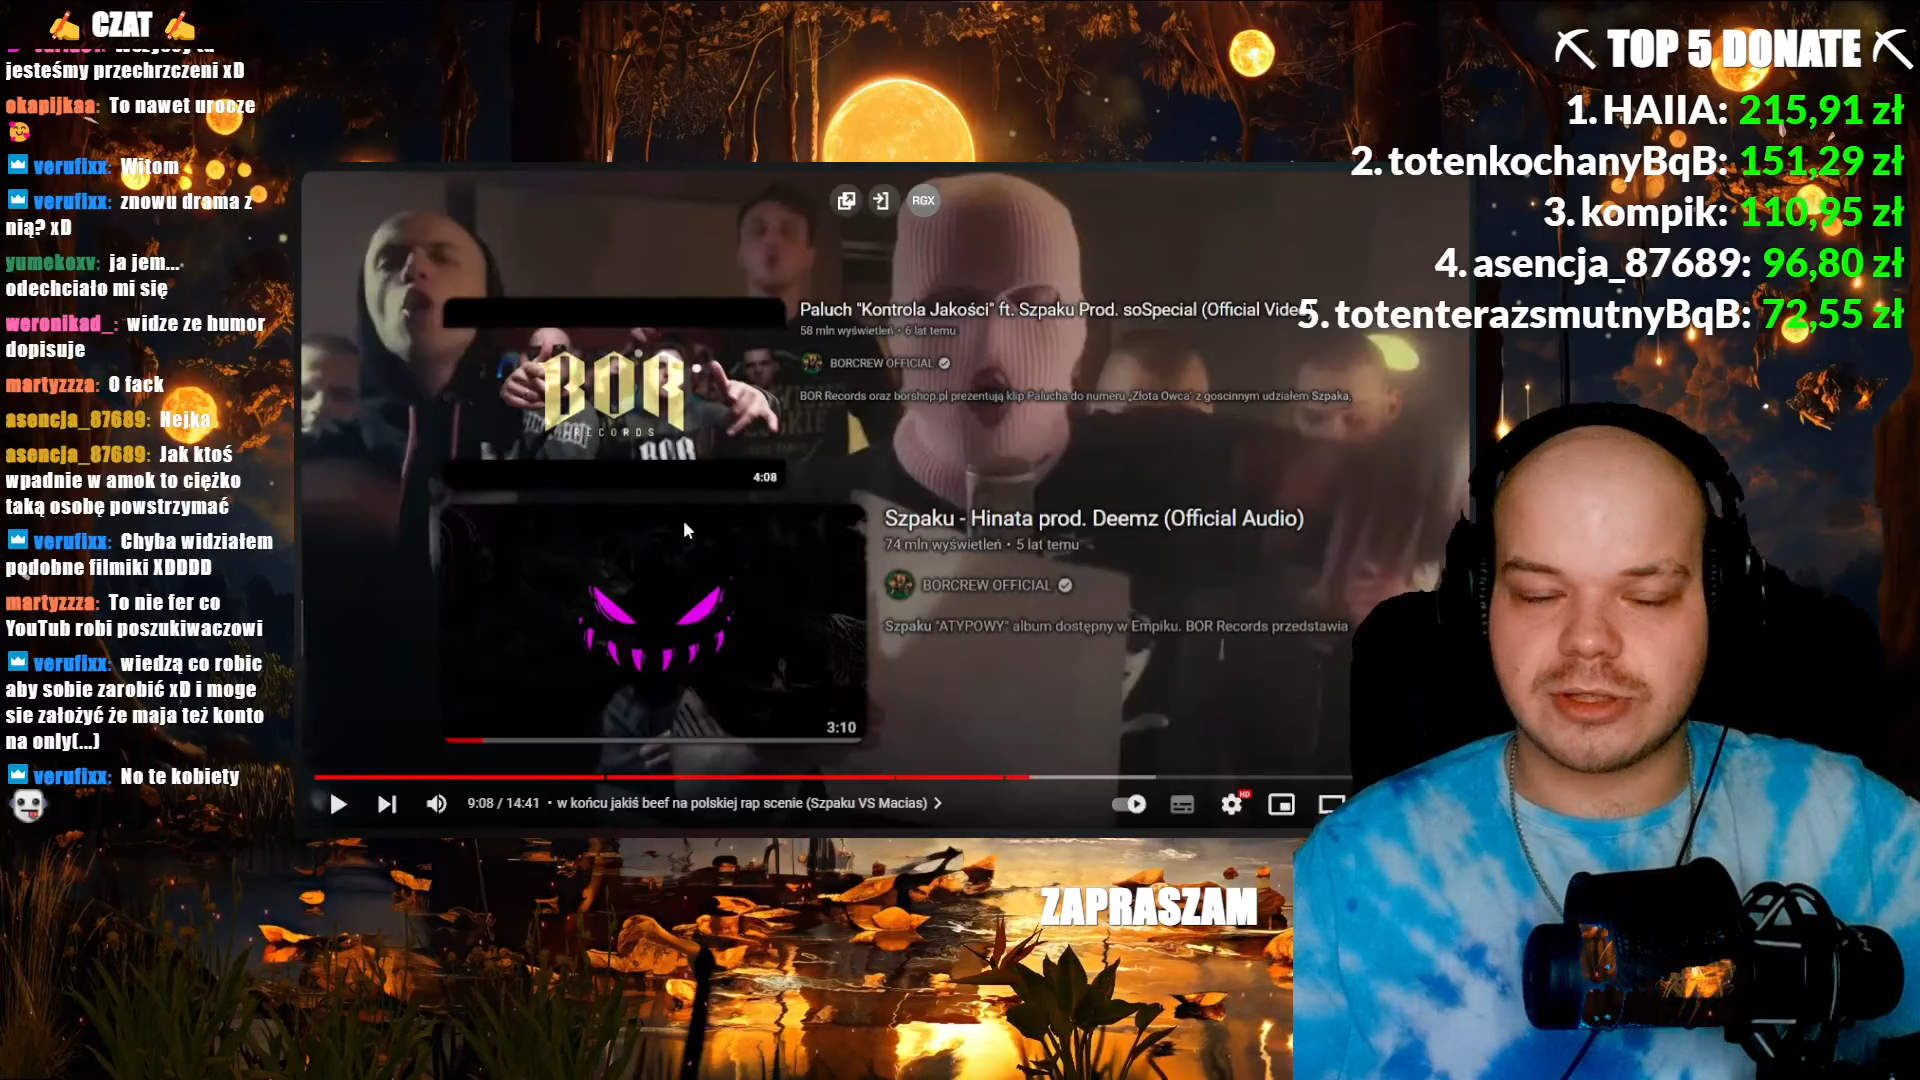 CZAT
jesteśmy przechrzczeni xD
okapijkaa: To nawet urocze
verufixx: Witom
verufixx: znowu drama z
nią? xD
yumekoxv: ja jem...
odechciało mi się
weronikad_: widze ze humor
dopisuje
martyzzza: O fack
asencja_87689: Hejka
asencja_87689: Jak ktoś
wpadnie w amok to ciężko
taką osobę powstrzymać
verufixx: Chyba widziałem
podobne filmiki XDDDD
martyzzza: To nie fer co
YouTub robi poszukiwaczowi
verufixx: wiedzą co robic
aby sobie zarobić xD i moge
sie założyć że maja też konto
na only(...)
verufixx: No te kobiety
RGX
Paluch "Kontrola Jakości" ft. Szpaku Prod. soSpecial (Official Video
58 mln wyświetleń • 6 lat temu
BORCREW OFFICIAL
BOR Records oraz borshop.pl prezentują klip Palucha do numeru „Złota Owca" z goscinnym udziałem Szpaka,
BOR
RECORDS
BOR
4:08
Szpaku - Hinata prod. Deemz (Official Audio)
74 mln wyświetleń • 5 lat temu
BORCREW OFFICIAL
Szpaku "ATYPOWY" album dostępny w Empiku. BOR Records przedstawia
3:10
9:08 / 14:41 • w końcu jakiś beef na polskiej rap scenie (Szpaku VS Macias)
HD
TOP 5 DONATE
1. HAIIA: 215,91 zł
2. totenkochanyBqB: 151,29 zł
3. kompik: 110,95 zł
4. asencja_87689: 96,80 zł
5. totenterazsmutnyBqB: 72,55 zł
ZAPRASZAM